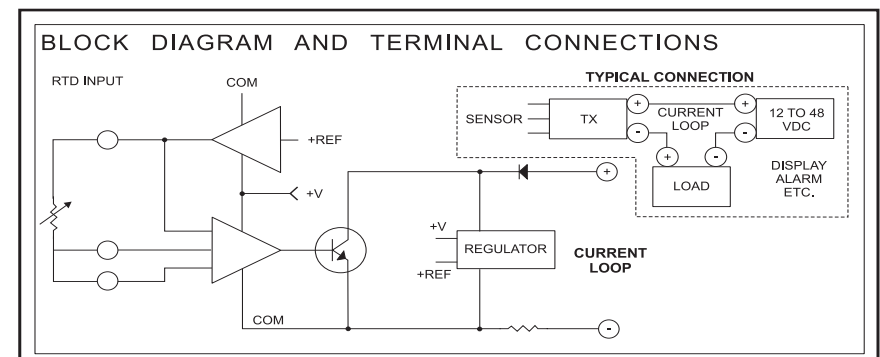 BLOCK DIAGRAM AND TERMINAL CONNECTIONS
RTD INPUT
COM
+REF
+V
COM
+V
+REF
REGULATOR
+
CURRENT
LOOP
-
TYPICAL CONNECTION
SENSOR
TX
+
-
CURRENT
LOOP
+
-
12 TO 48
VDC
+
-
LOAD
DISPLAY
ALARM
ETC.